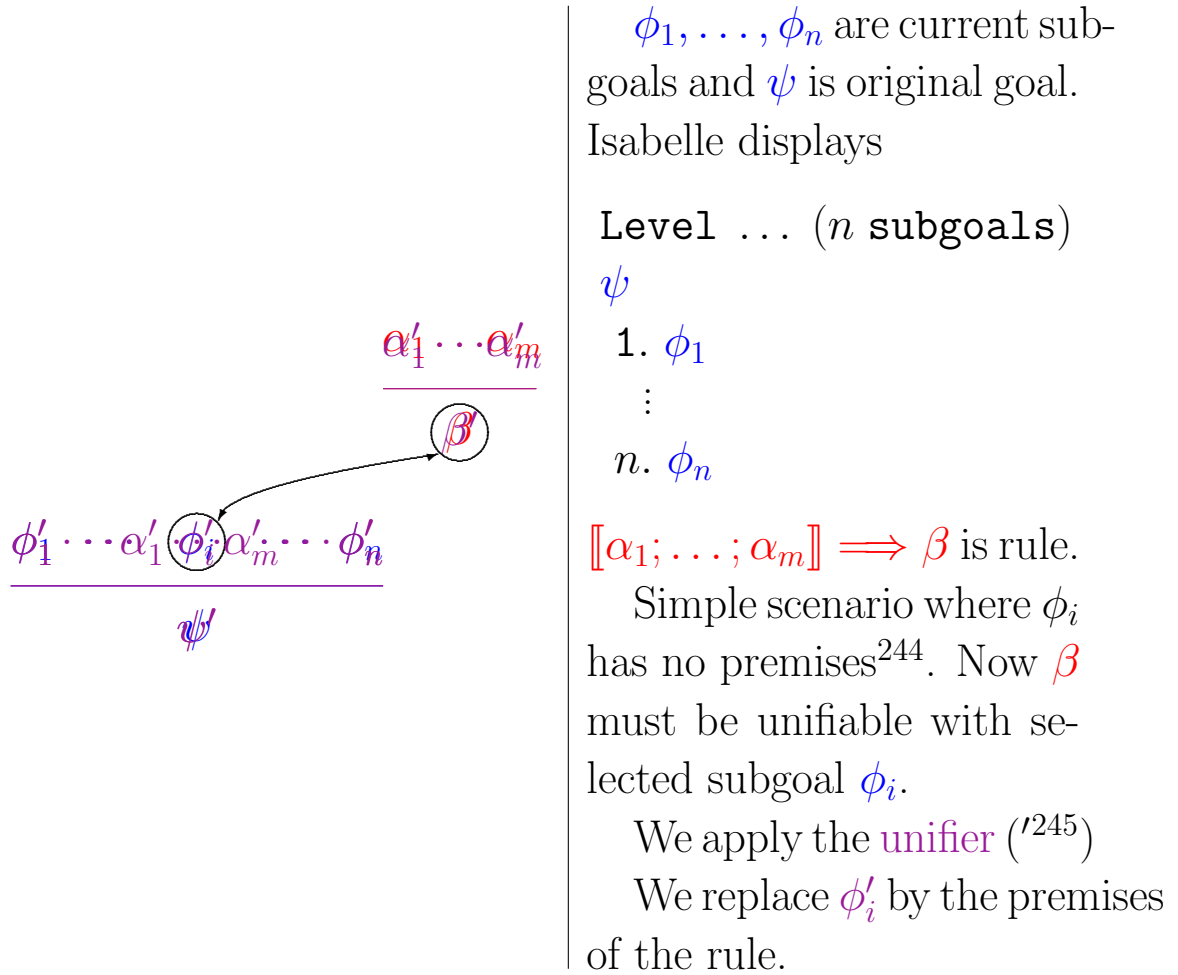 α′₁ ··· α′ₘ
β′
φ′₁ ··· α′₁ ··· φ′ᵢ ··· α′ₘ ··· φ′ₙ
ψ′
φ₁, . . . , φₙ are current sub-
goals and ψ is original goal.
Isabelle displays
Level ... (n subgoals)
ψ
1. φ₁
⋮
n. φₙ
⟦α₁; . . . ; αₘ⟧ ⟹ β is rule.
Simple scenario where φᵢ
has no premises²⁴⁴. Now β
must be unifiable with se-
lected subgoal φᵢ.
We apply the unifier (′²⁴⁵)
We replace φ′ᵢ by the premises
of the rule.